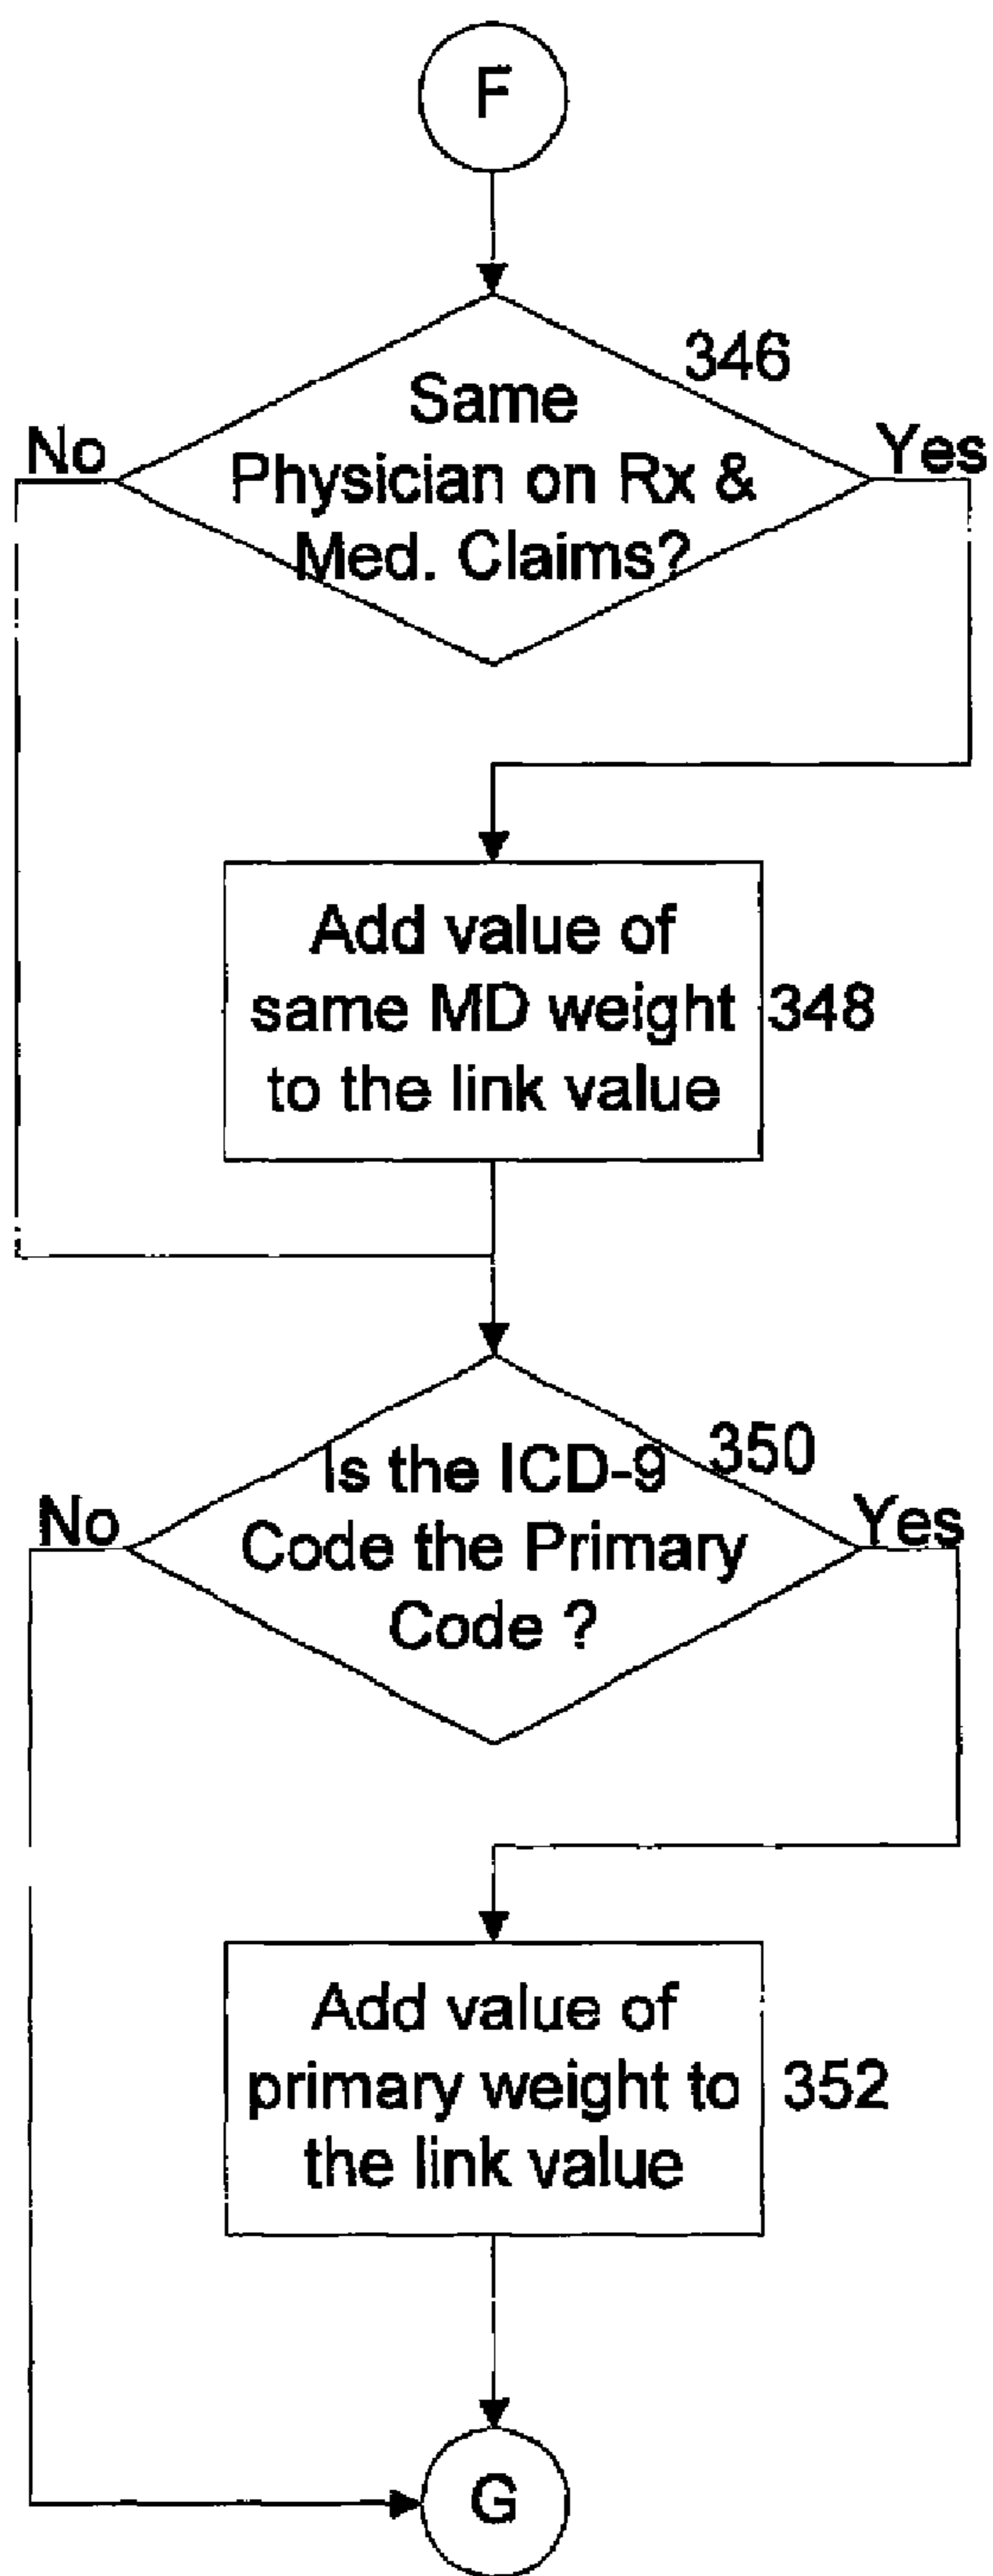 F
346
Same
Physician on Rx &
Med. Claims?
No
Yes
Add value of
same MD weight
to the link value
348
Is the ICD-9
Code the Primary
Code ?
350
No
Yes
Add value of
primary weight to
the link value
352
G